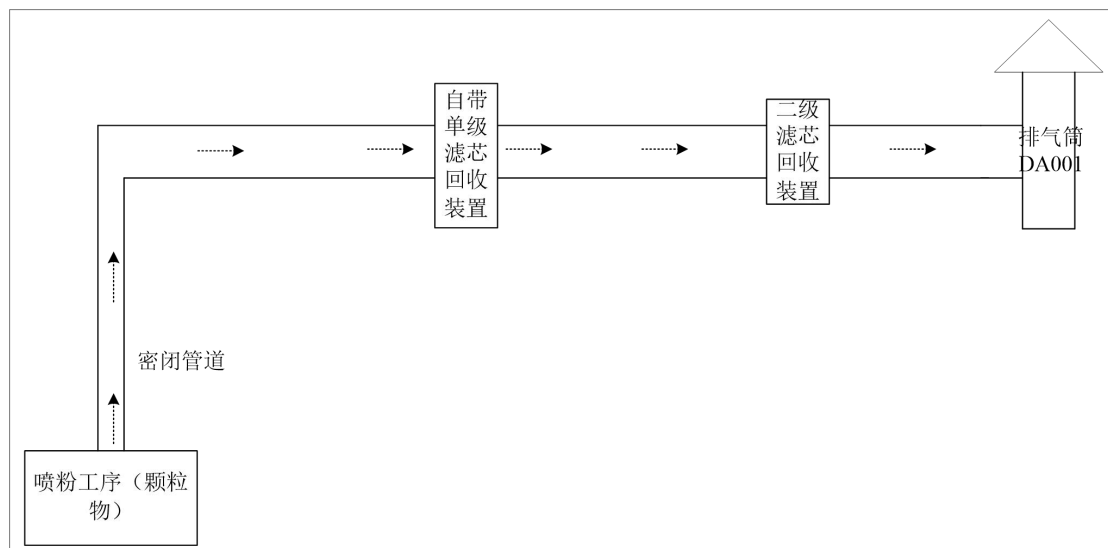 自带
单级
滤芯
回收
装置
二级
滤芯
回收
装置
排气筒
DA001
密闭管道
喷粉工序（颗粒
物）